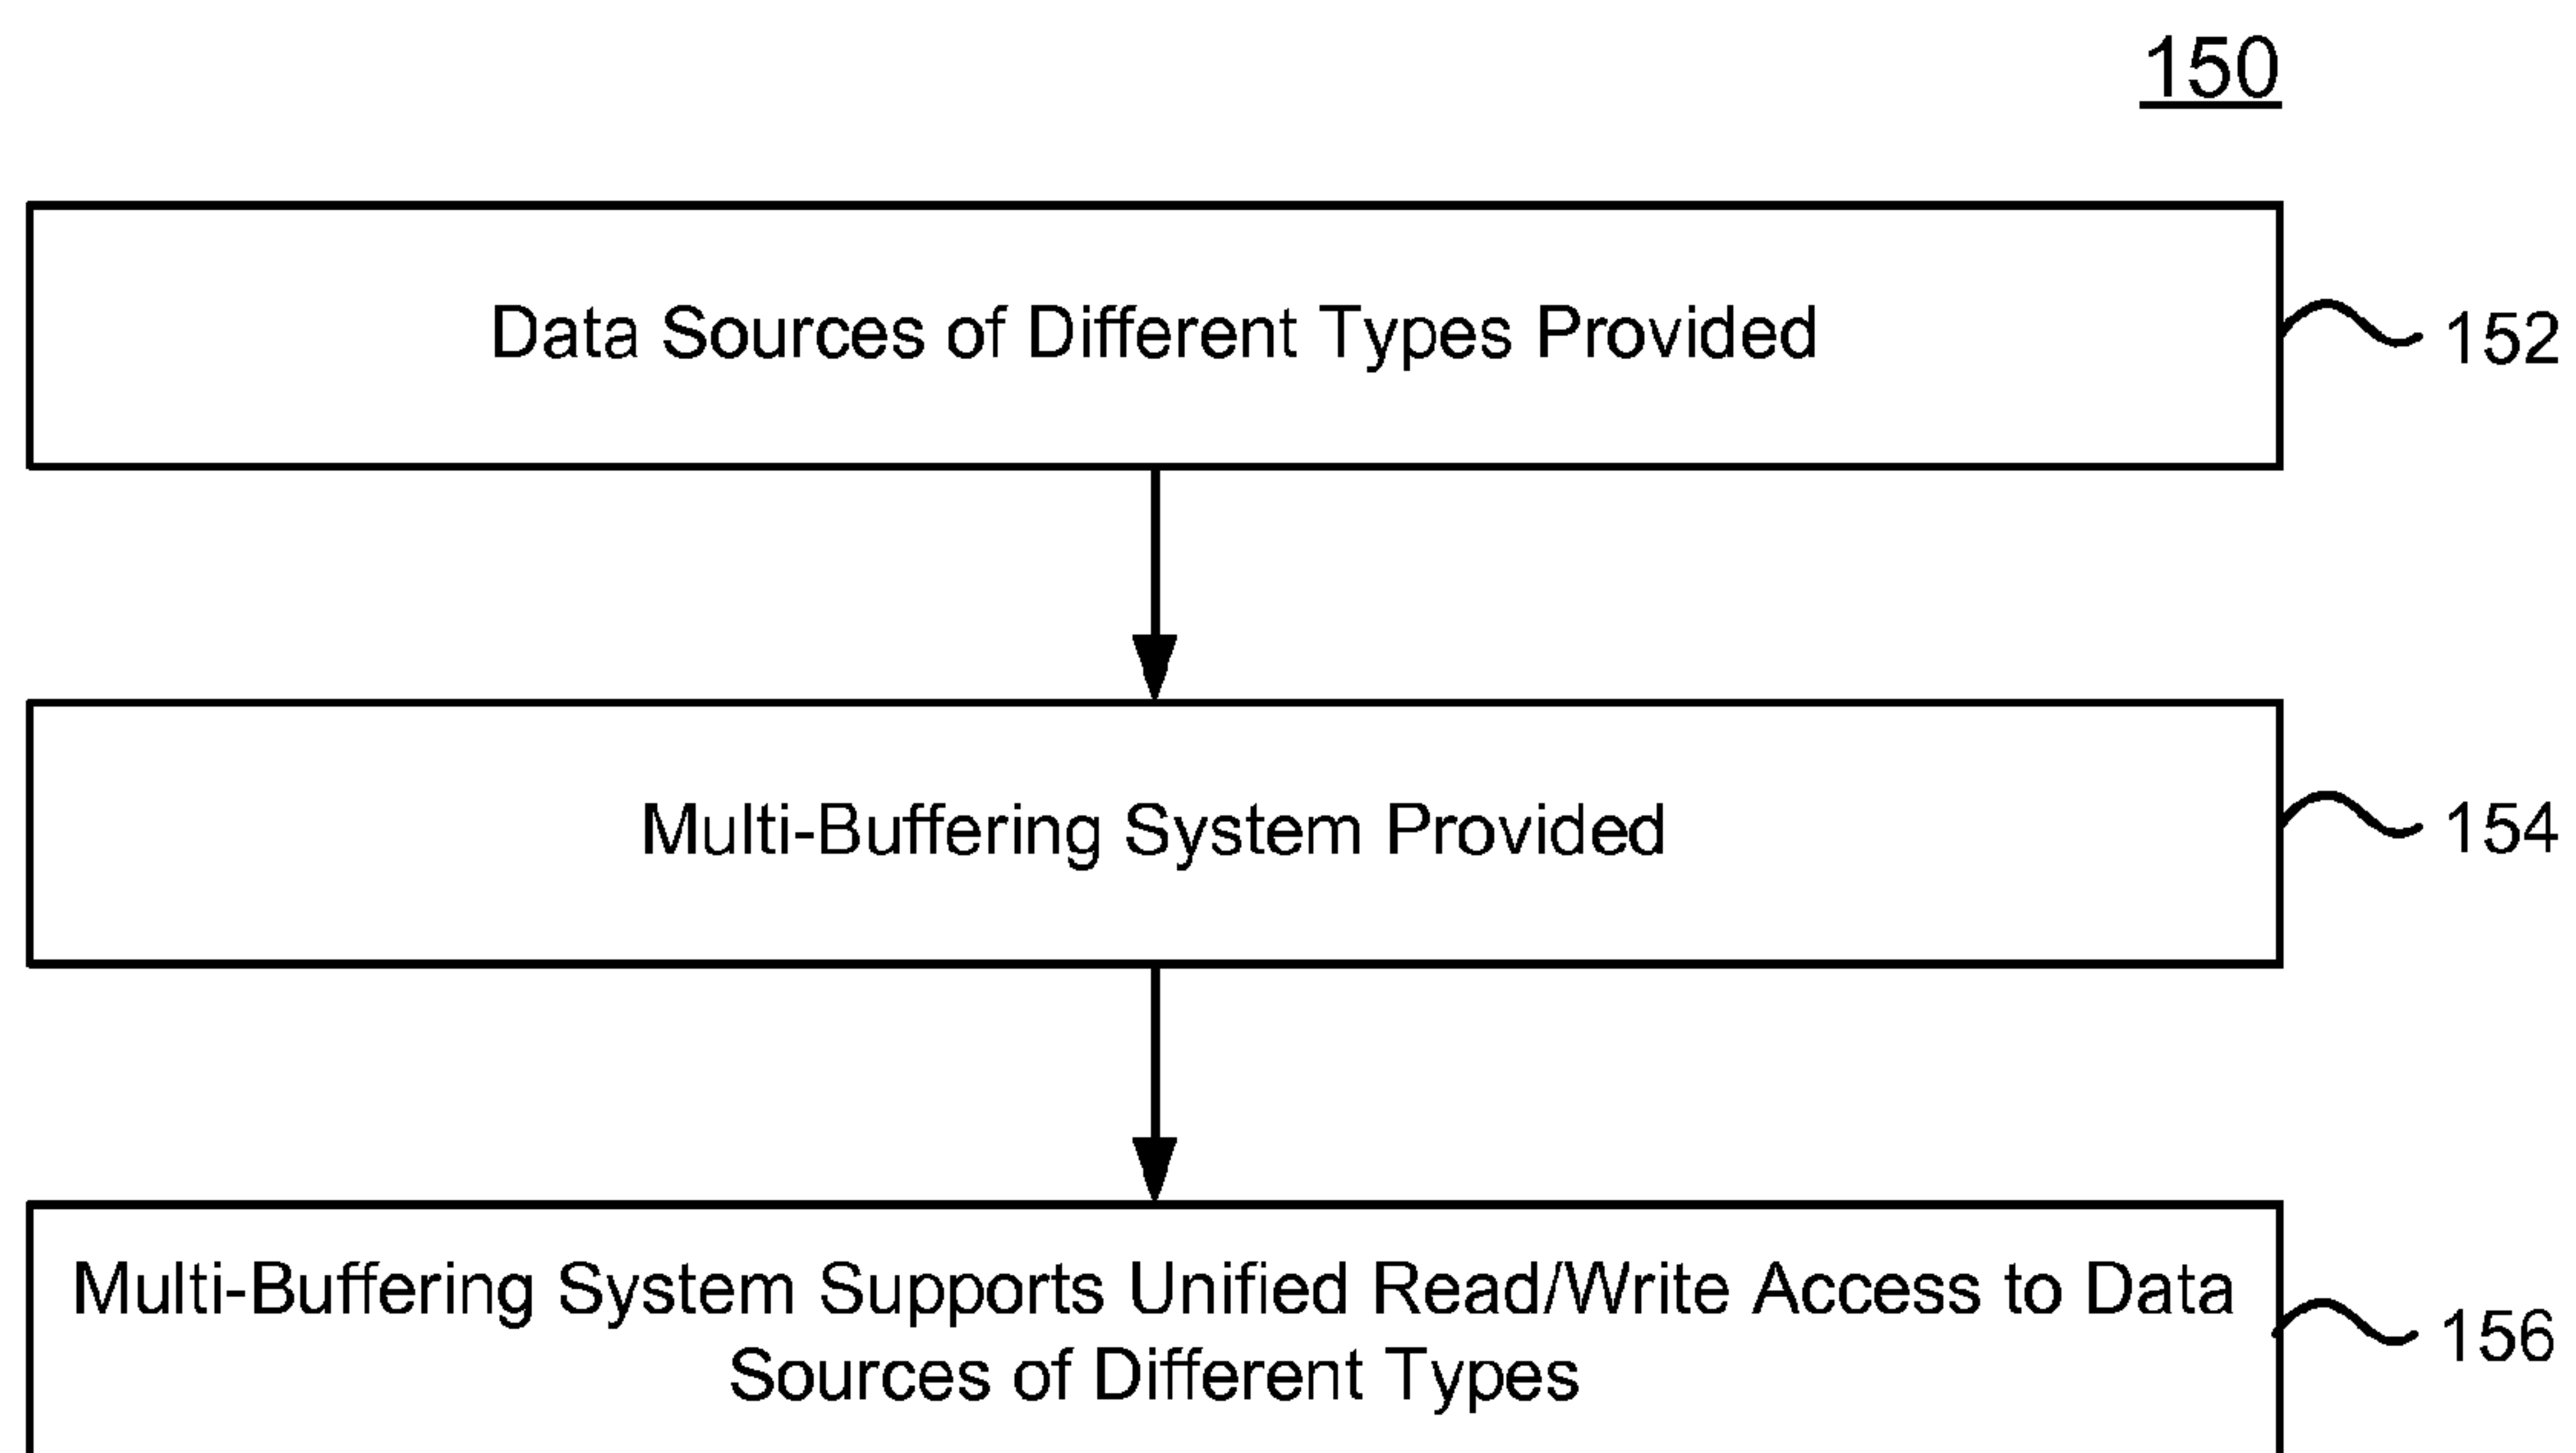 150
Data Sources of Different Types Provided
152
Multi-Buffering System Provided
154
Multi-Buffering System Supports Unified Read/Write Access to Data
Sources of Different Types
156